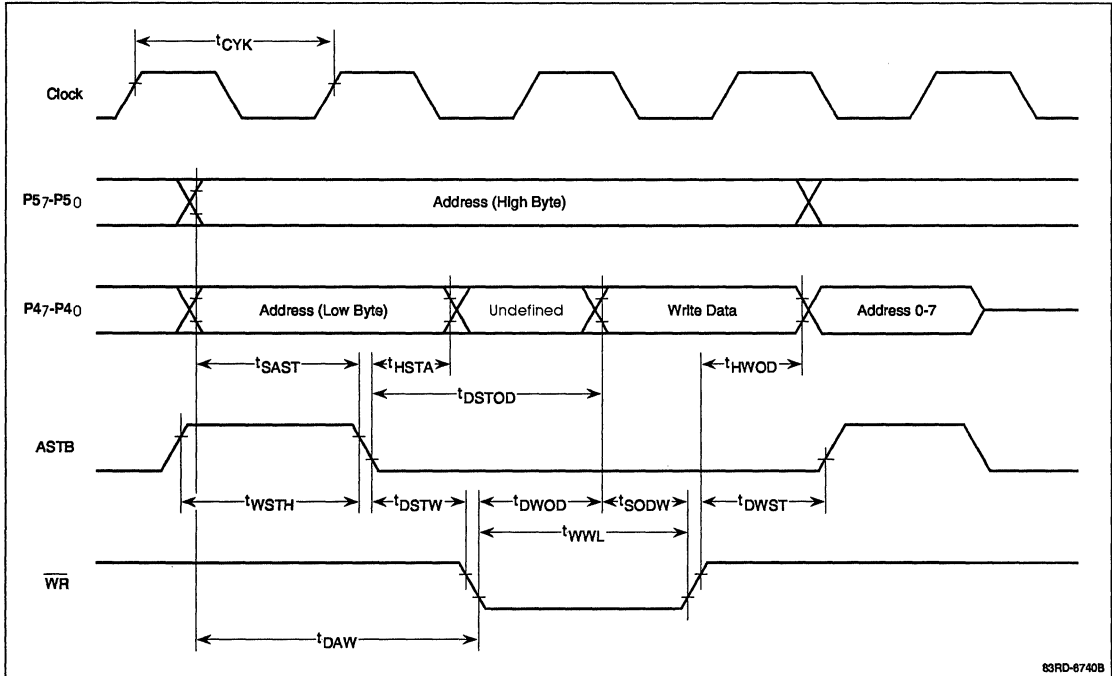 tCYK
Clock
P57-P50
Address (High Byte)
P47-P40
Address (Low Byte)
Undefined
Write Data
Address 0-7
tSAST
tHSTA
tHWOD
tDSTOD
ASTB
tWSTH
tDSTW
tDWOD
tSODW
tDWST
tWWL
WR
tDAW
83RD-6740B